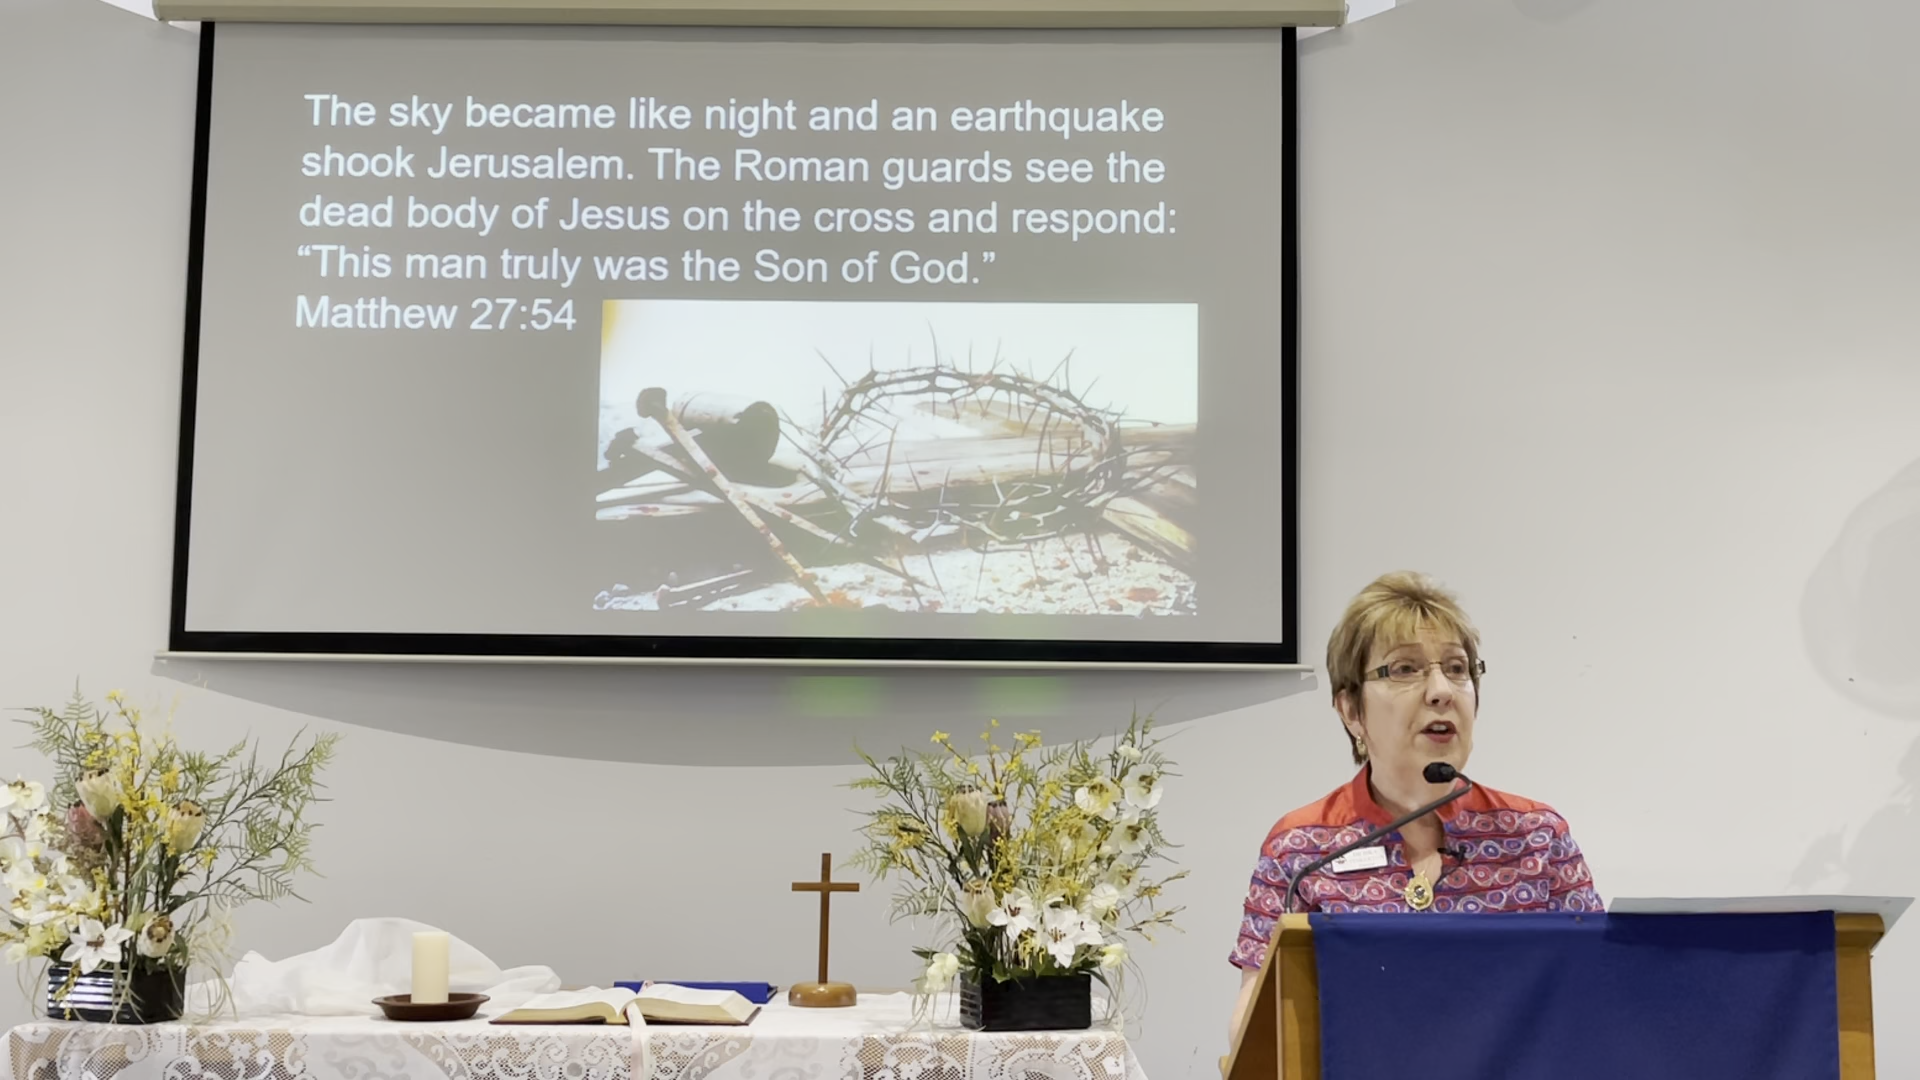 The sky became like night and an earthquake
shook Jerusalem. The Roman guards see the
dead body of Jesus on the cross and respond:
“This man truly was the Son of God.”
Matthew 27:54